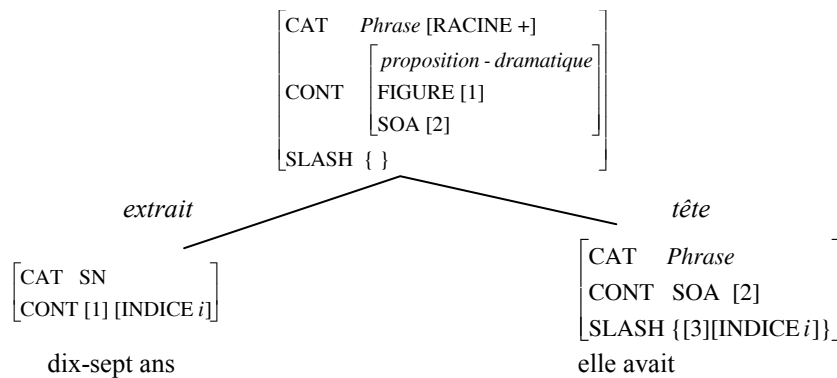 CAT Phrase [RACINE +]
proposition - dramatique
CONT FIGURE [1]
SOA [2]
SLASH { }
extrait tête
CAT SN
CONT [1] [INDICE i]
CAT Phrase
CONT SOA [2]
SLASH {[3][INDICE i]}
dix-sept ans elle avait